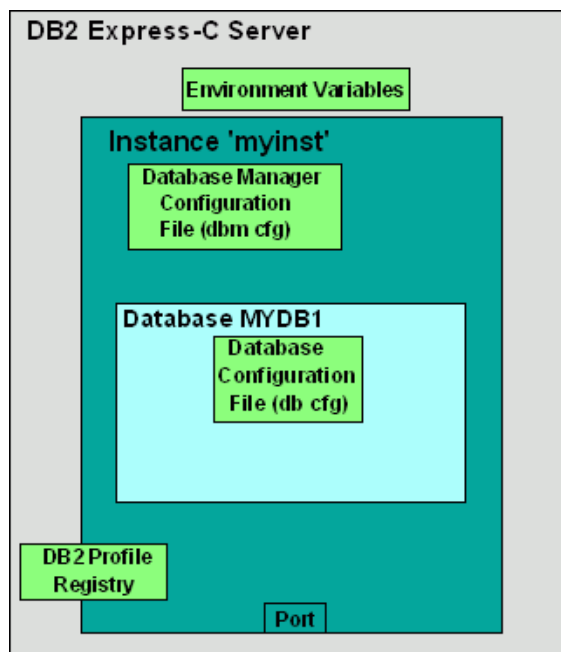 DB2 Express-C Server
Environment Variables
Instance 'myinst'
Database Manager
Configuration
File (dbm cfg)
Database MYDB1
Database
Configuration
File (db cfg)
DB2 Profile
Registry
Port